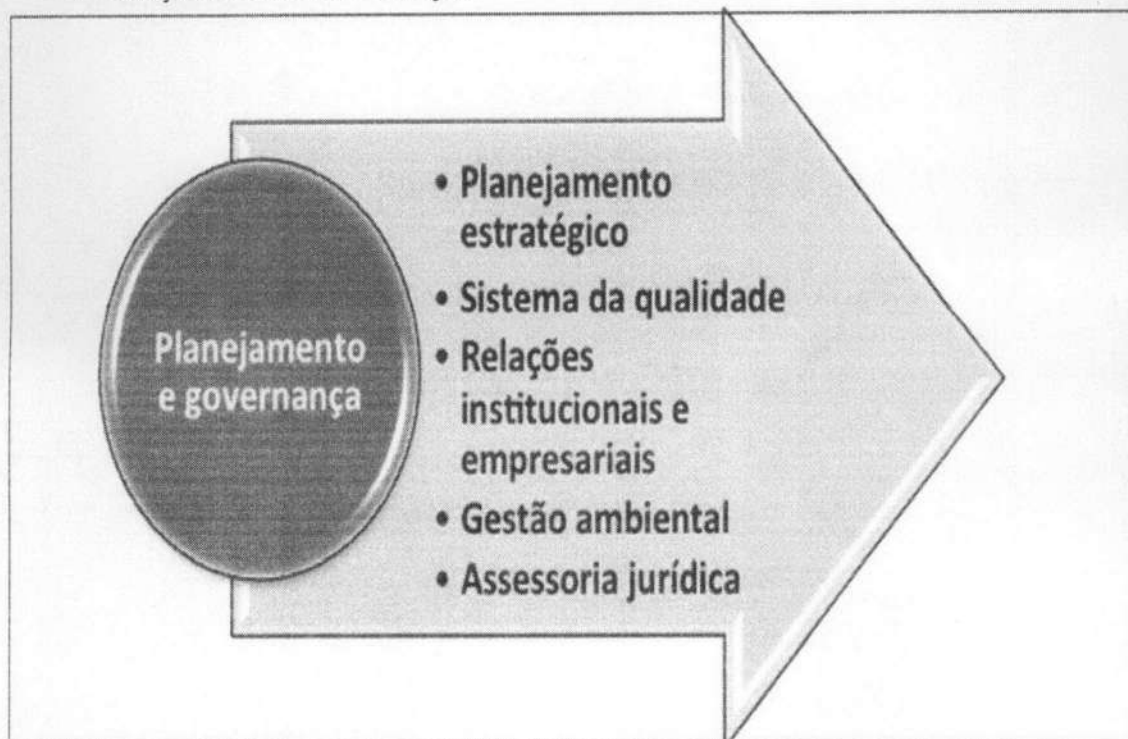 Planejamento
e governança
• Planejamento
estratégico
• Sistema da qualidade
• Relações
institucionais e
empresariais
• Gestão ambiental
• Assessoria jurídica